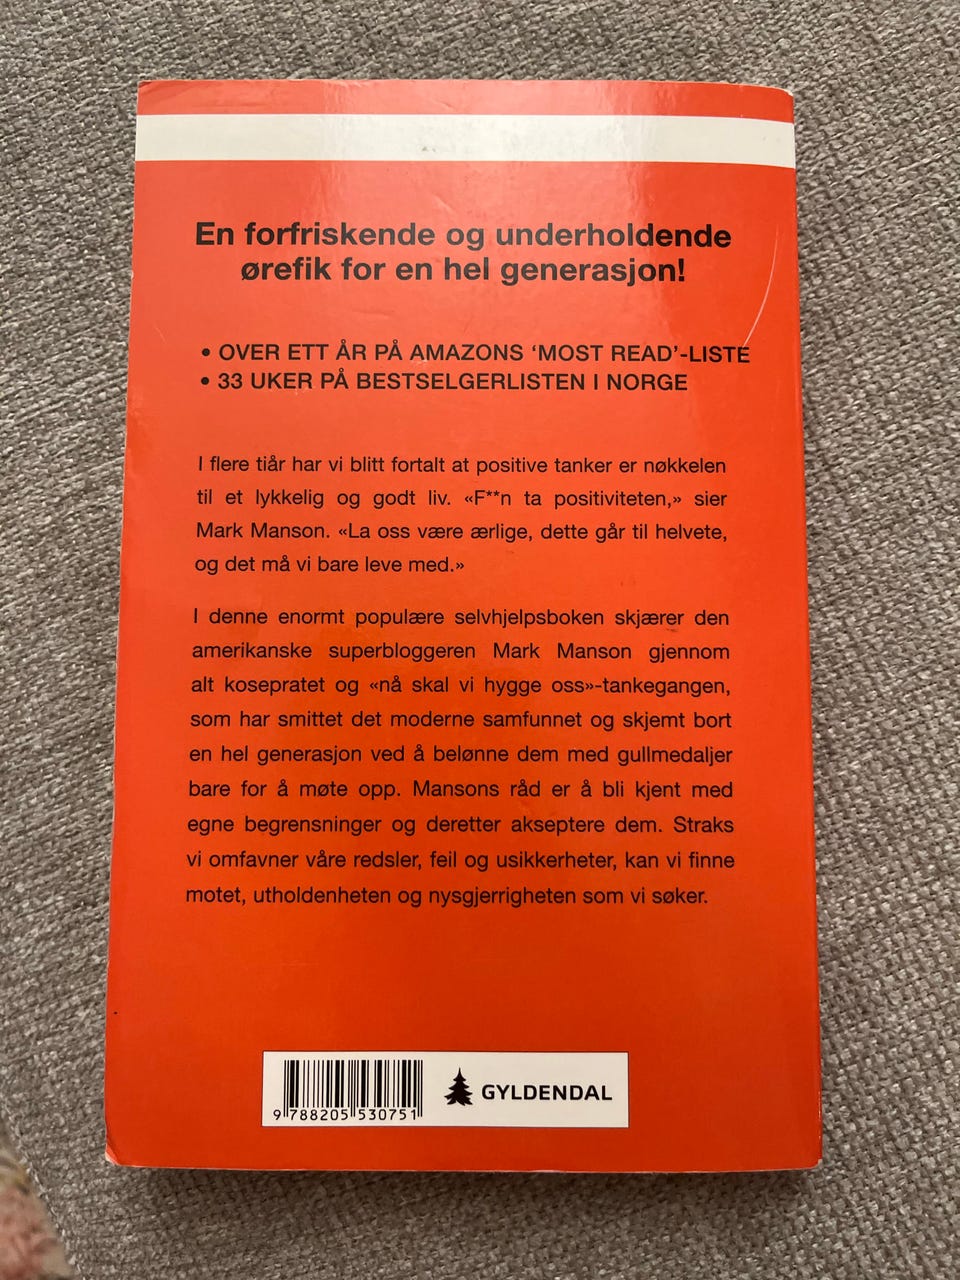 En forfriskende og underholdende
ørefik for en hel generasjon!
• OVER ETT ÅR PÅ AMAZONS ‘MOST READ’-LISTE
• 33 UKER PÅ BESTSELGERLISTEN I NORGE
I flere tiår har vi blitt fortalt at positive tanker er nøkkelen
til et lykkelig og godt liv. «F**n ta positiviteten,» sier
Mark Manson. «La oss være ærlige, dette går til helvete,
og det må vi bare leve med.»
I denne enormt populære selvhjelpsboken skjærer den
amerikanske superbloggeren Mark Manson gjennom
alt kosepratet og «nå skal vi hygge oss»-tankegangen,
som har smittet det moderne samfunnet og skjemt bort
en hel generasjon ved å belønne dem med gullmedaljer
bare for å møte opp. Mansons råd er å bli kjent med
egne begrensninger og deretter akseptere dem. Straks
vi omfavner våre redsler, feil og usikkerheter, kan vi finne
motet, utholdenheten og nysgjerrigheten som vi søker.
9 788205 530751
GYLDENDAL